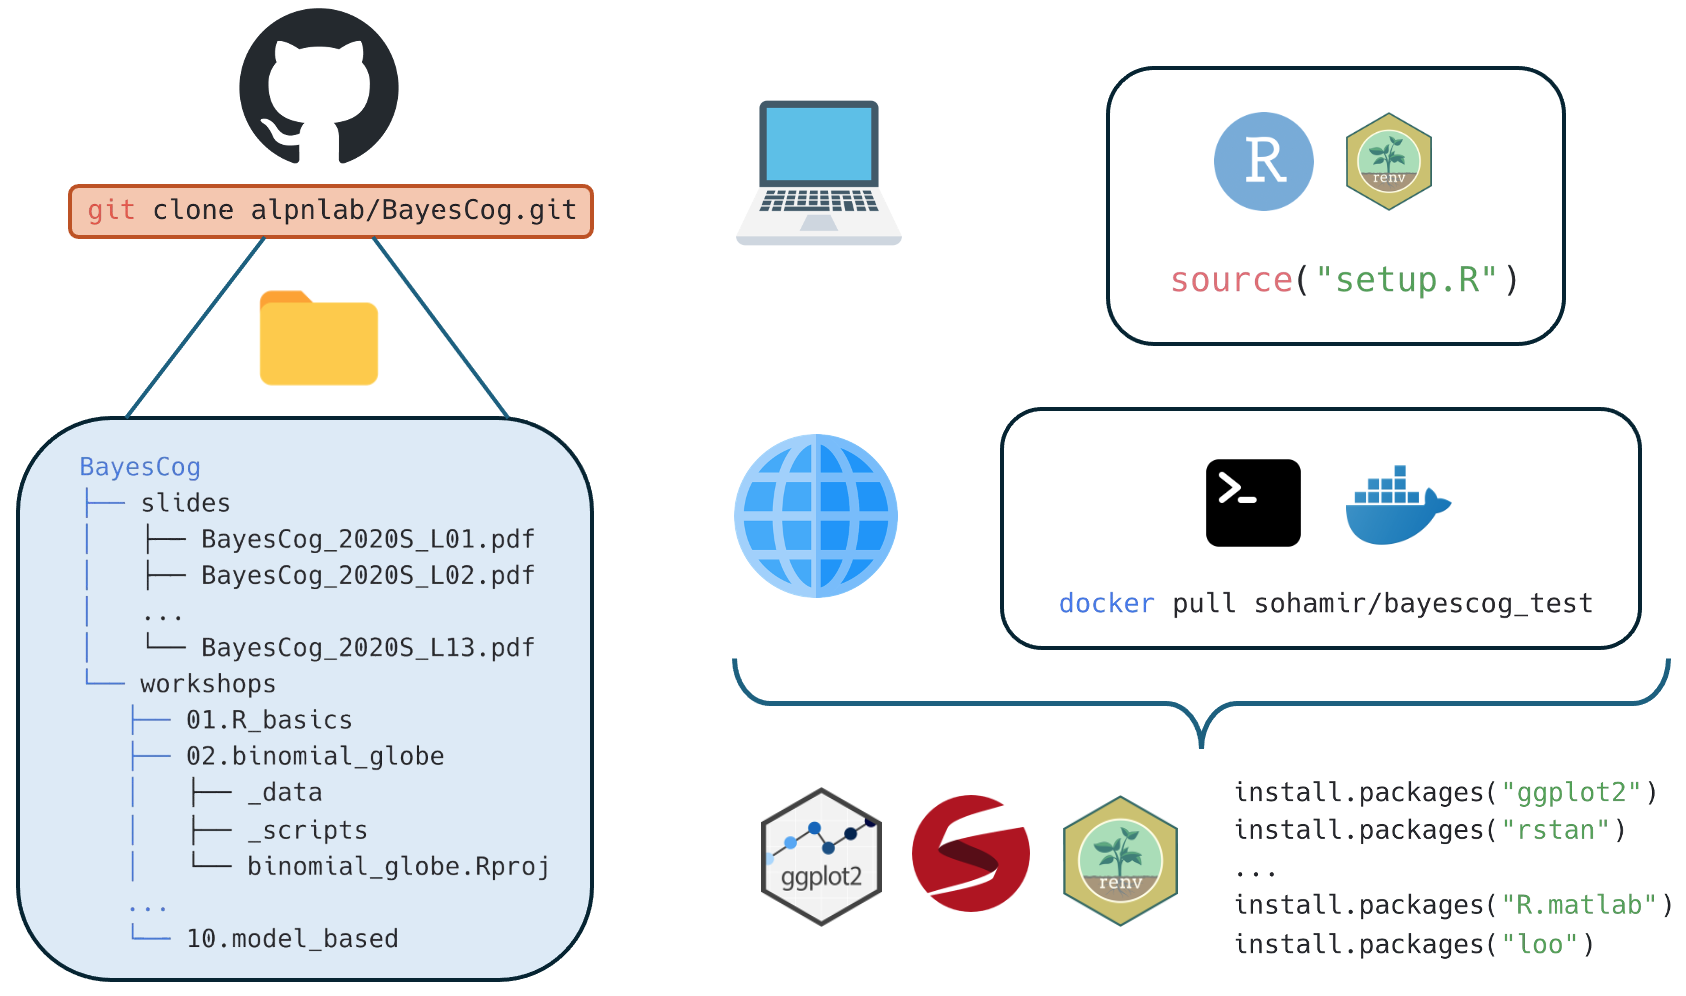 git clone alpnlab/BayesCog.git
BayesCog
slides
BayesCog_2020S_L01.pdf
BayesCog_2020S_L02.pdf
...
BayesCog_2020S_L13.pdf
workshops
01.R_basics
02.binomial_globe
_data
_scripts
binomial_globe.Rproj
...
10.model_based
R
renv
source("setup.R")
>_
docker pull sohamir/bayescog_test
ggplot2
renv
install.packages("ggplot2")
install.packages("rstan")
...
install.packages("R.matlab")
install.packages("loo")